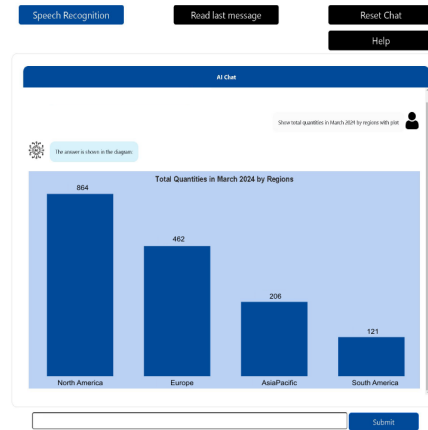 Speech Recognition
Read last message
Reset Chat
Help
AI Chat
Show total quantities in March 2024 by regions with plot
The answer is shown in the diagram:
Total Quantities in March 2024 by Regions
864
462
206
121
North America
Europe
AsiaPacific
South America
Submit